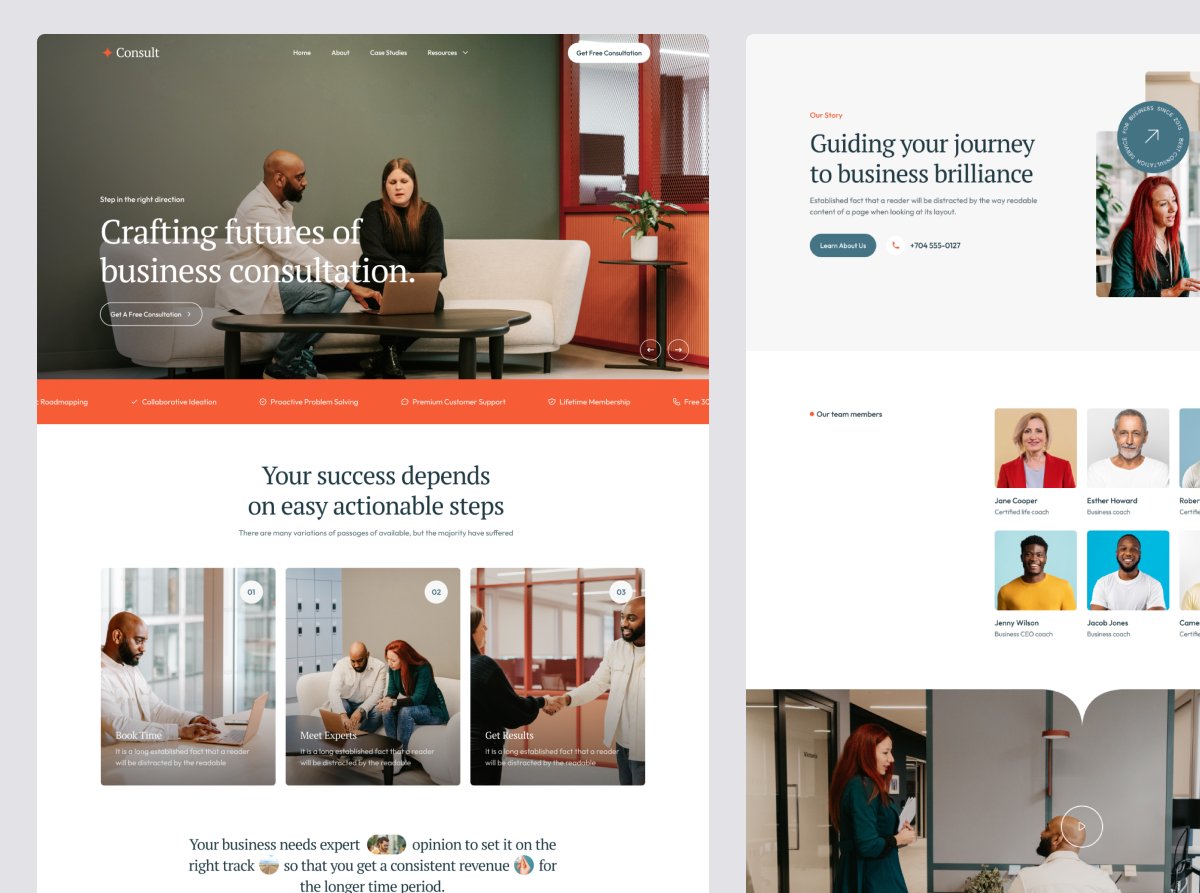 Consult
Home
About
Case Studies
Resources
Get Free Consultation
Step in the right direction
Crafting futures of
business consultation.
Get A Free Consultation
Roadmapping
Collaborative Ideation
Proactive Problem Solving
Premium Customer Support
Lifetime Membership
Free 30
Your success depends
on easy actionable steps
There are many variations of passages of available, but the majority have suffered
01
Book Time
It is a long established fact that a reader
will be distracted by the readable
02
Meet Experts
It is a long established fact that a reader
will be distracted by the readable
03
Get Results
It is a long established fact that a reader
will be distracted by the readable
Your business needs expert opinion to set it on the
right track so that you get a consistent revenue for
the longer time period.
Our Story
Guiding your journey
to business brilliance
Established fact that a reader will be distracted by the way readable
content of a page when looking at its layout.
Learn About Us
+704 555-0127
BEST CONSULTATION SERVICE FOR BUSINESS SINCE 2015
Our team members
Jane Cooper
Certified life coach
Esther Howard
Business coach
Rober
Certifie
Jenny Wilson
Business CEO coach
Jacob Jones
Business coach
Came
Certifie